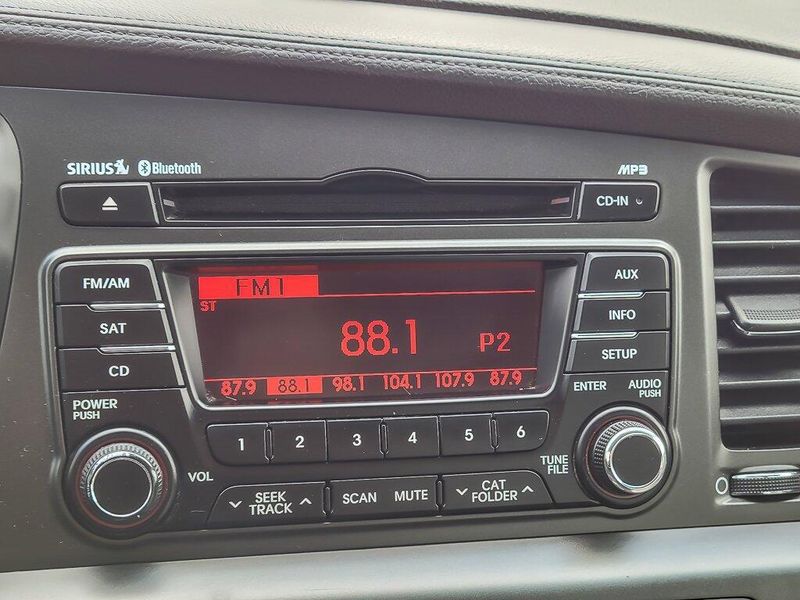 SIRIUS Bluetooth MP3
CD-IN
FM/AM FM1 AUX
ST
SAT 88.1 P2 INFO
CD SETUP
87.9 88.1 98.1 104.1 107.9 87.9
POWER PUSH ENTER AUDIO PUSH
1 2 3 4 5 6
VOL TUNE FILE
SEEK TRACK SCAN MUTE CAT FOLDER